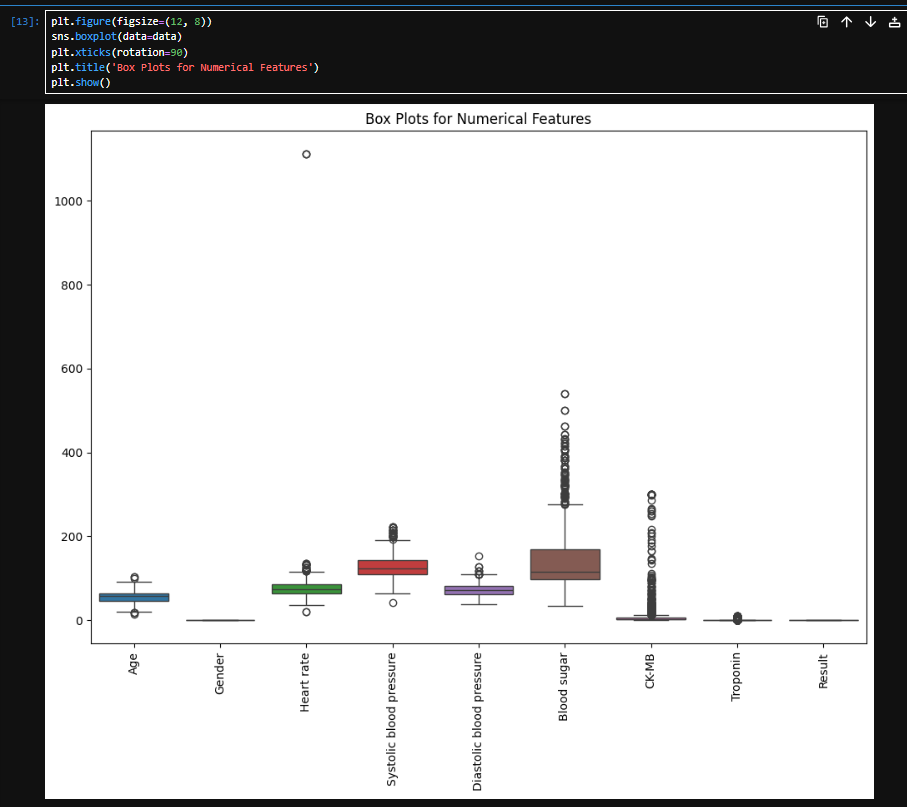 [13]: plt.figure(figsize=(12, 8))
sns.boxplot(data=data)
plt.xticks(rotation=90)
plt.title('Box Plots for Numerical Features')
plt.show()
Box Plots for Numerical Features
1000
800
600
400
200
0
Age
Gender
Heart rate
Systolic blood pressure
Diastolic blood pressure
Blood sugar
CK-MB
Troponin
Result